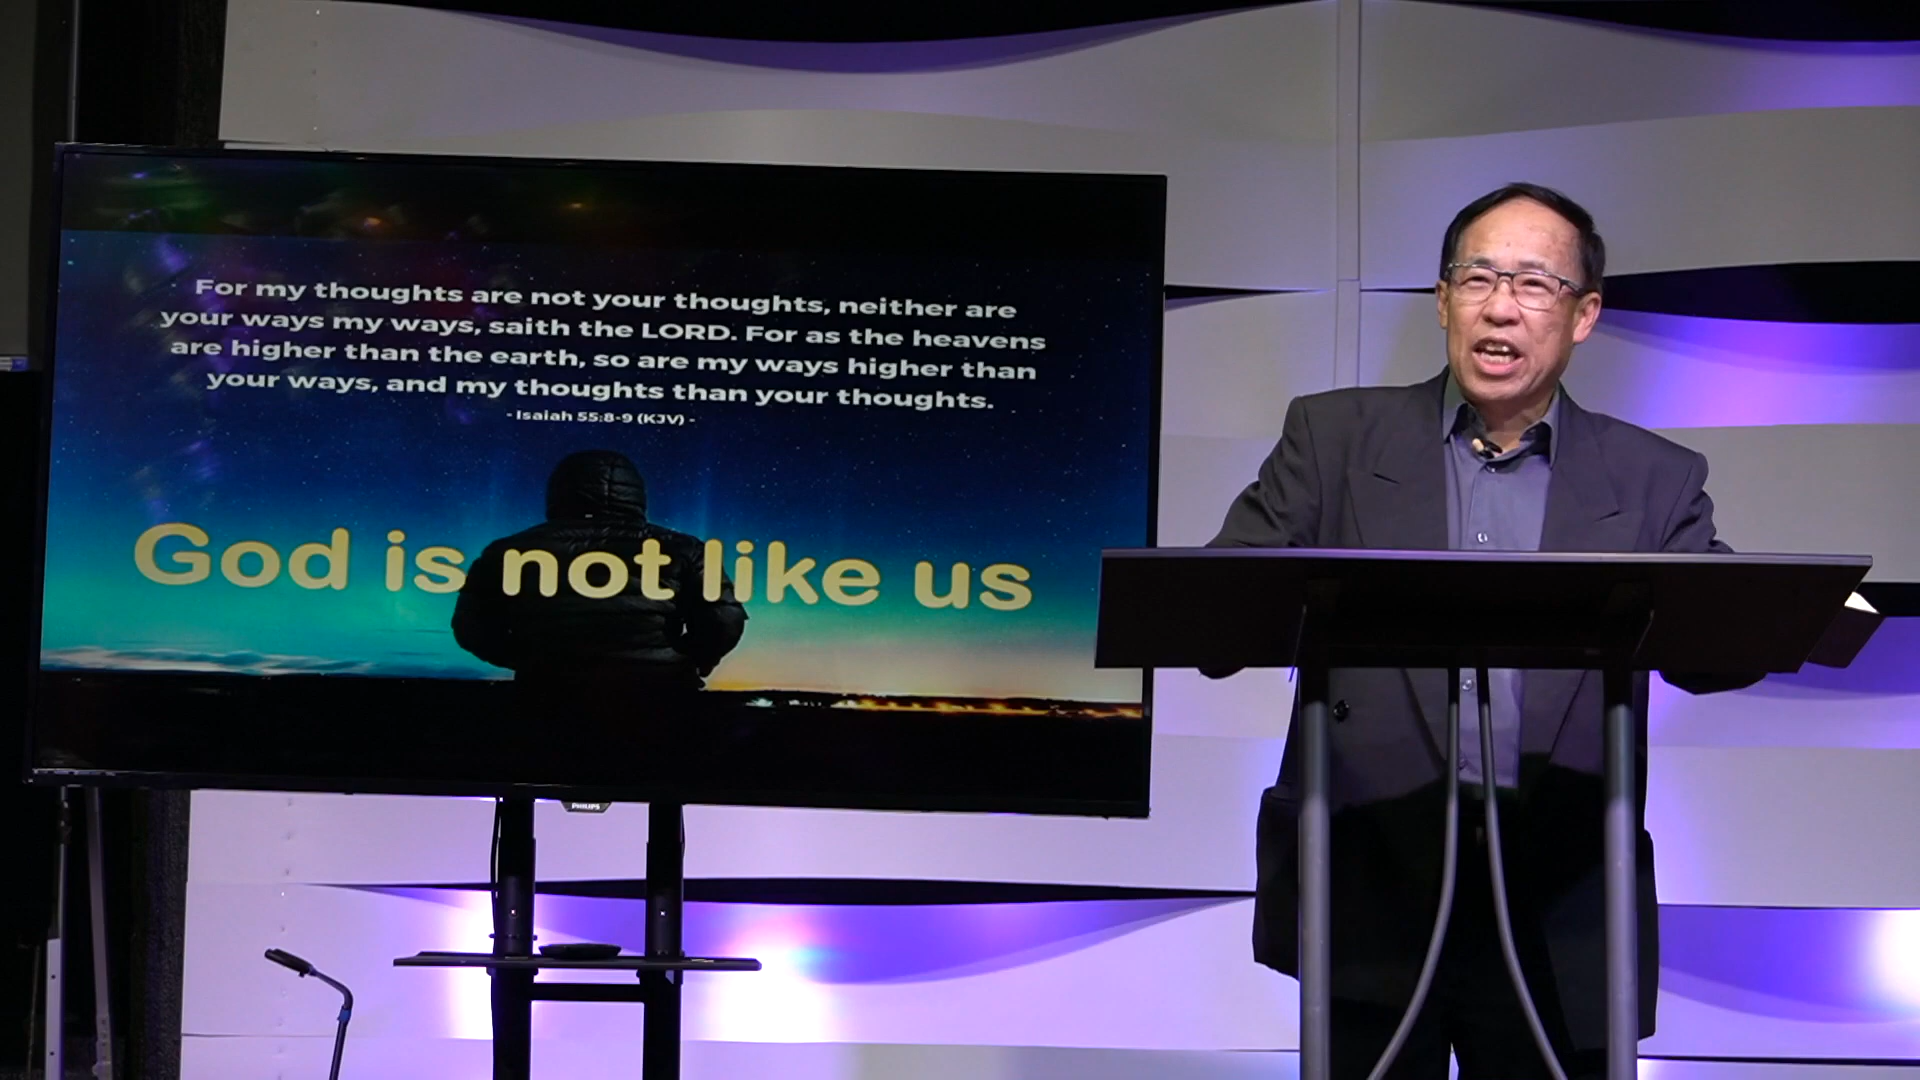 For my thoughts are not your thoughts, neither are
your ways my ways, saith the LORD. For as the heavens
are higher than the earth, so are my ways higher than
your ways, and my thoughts than your thoughts.
- Isaiah 55:8-9 (KJV) -
God is not like us
PHILIPS